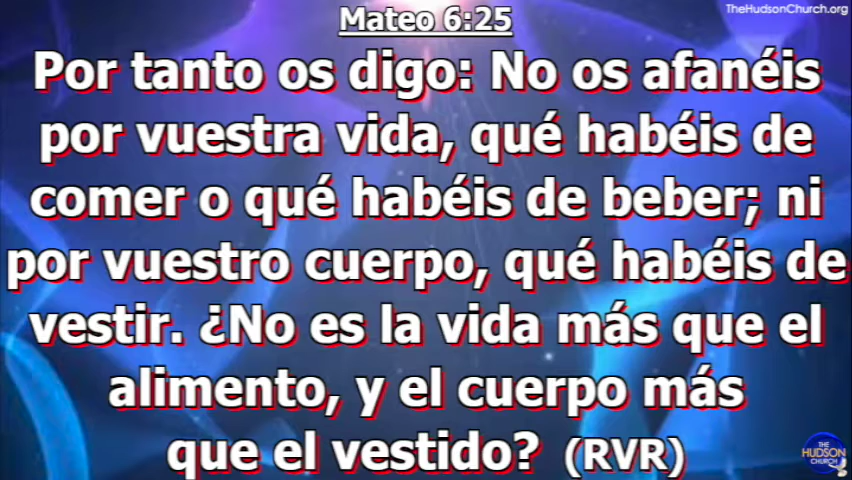 Mateo 6:25
TheHudsonChurch.org
Por tanto os digo: No os afanéis
por vuestra vida, qué habéis de
comer o qué habéis de beber; ni
por vuestro cuerpo, qué habéis de
vestir. ¿No es la vida más que el
alimento, y el cuerpo más
que el vestido? (RVR)
THE
HUDSON
CHURCH